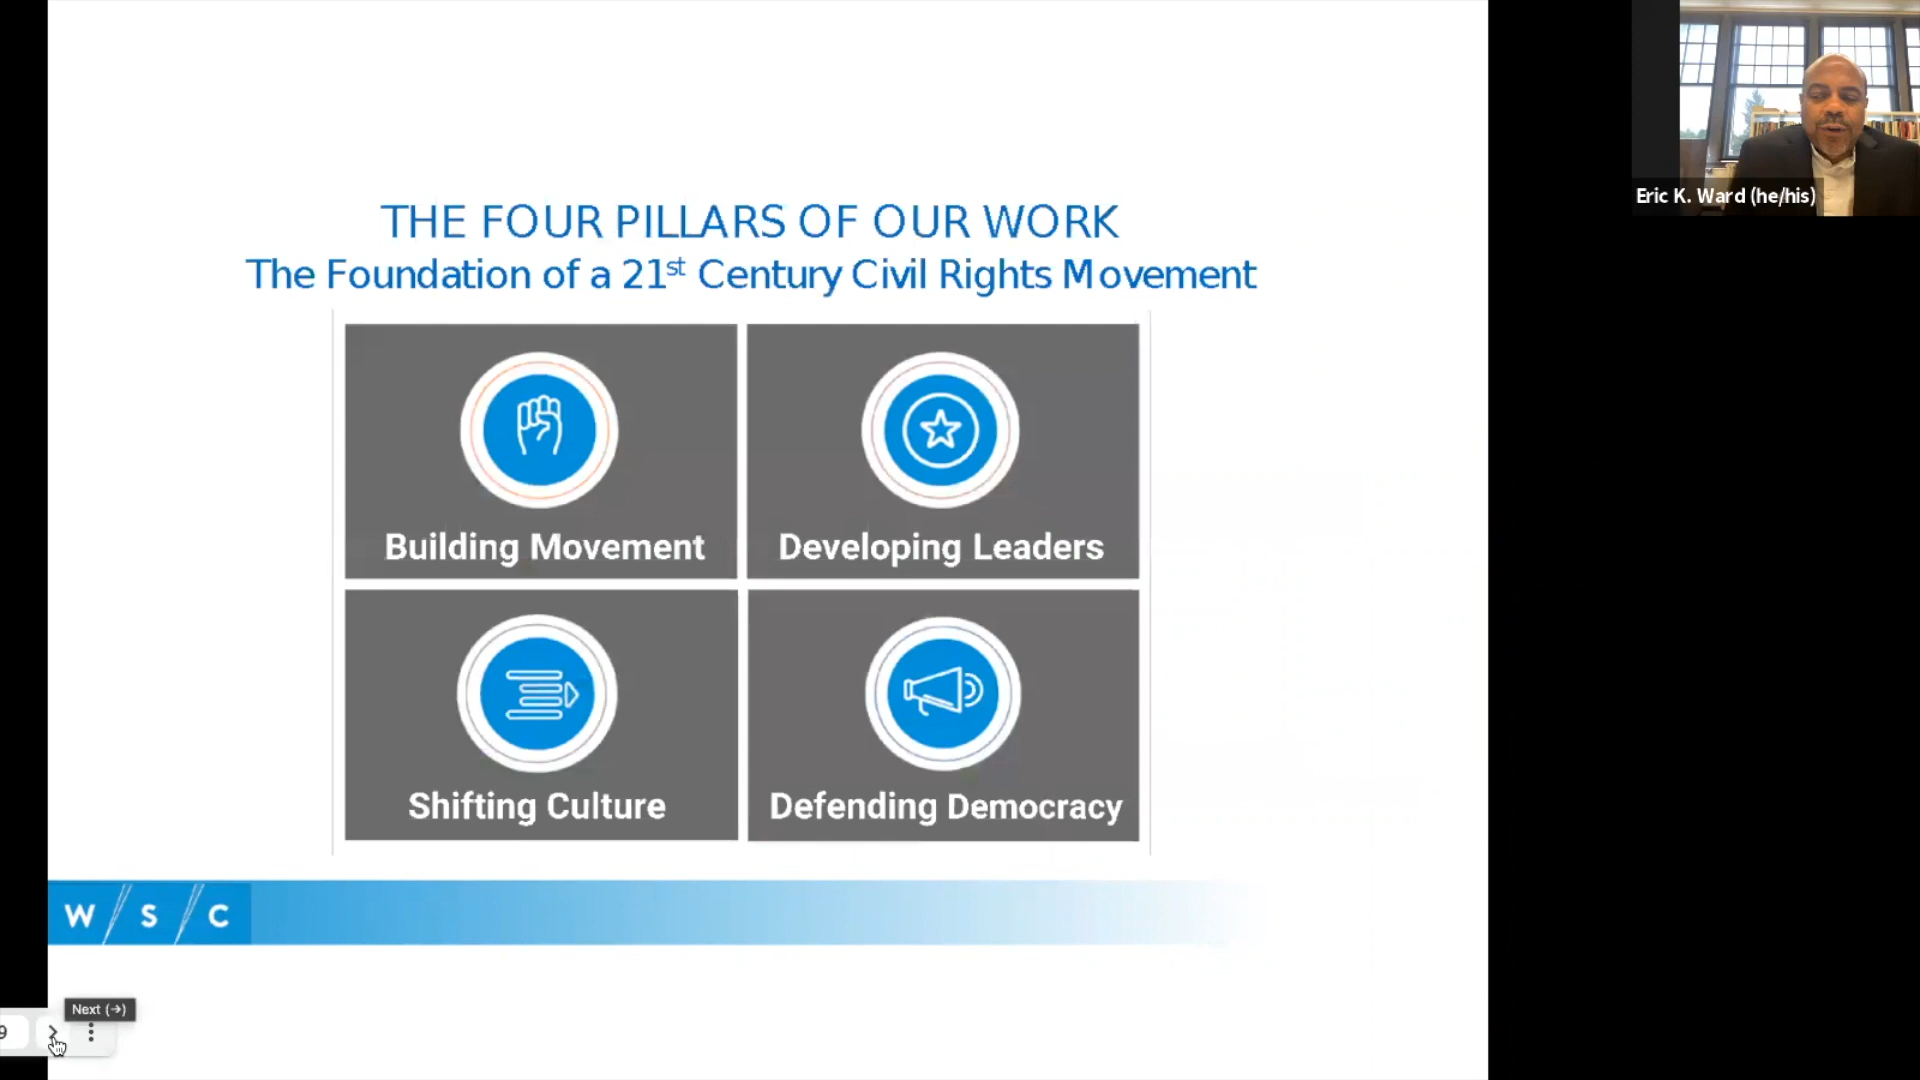 THE FOUR PILLARS OF OUR WORK
The Foundation of a 21st Century Civil Rights Movement
Building Movement
Developing Leaders
Shifting Culture
Defending Democracy
W / S / C
Next (→)
9
Eric K. Ward (he/his)